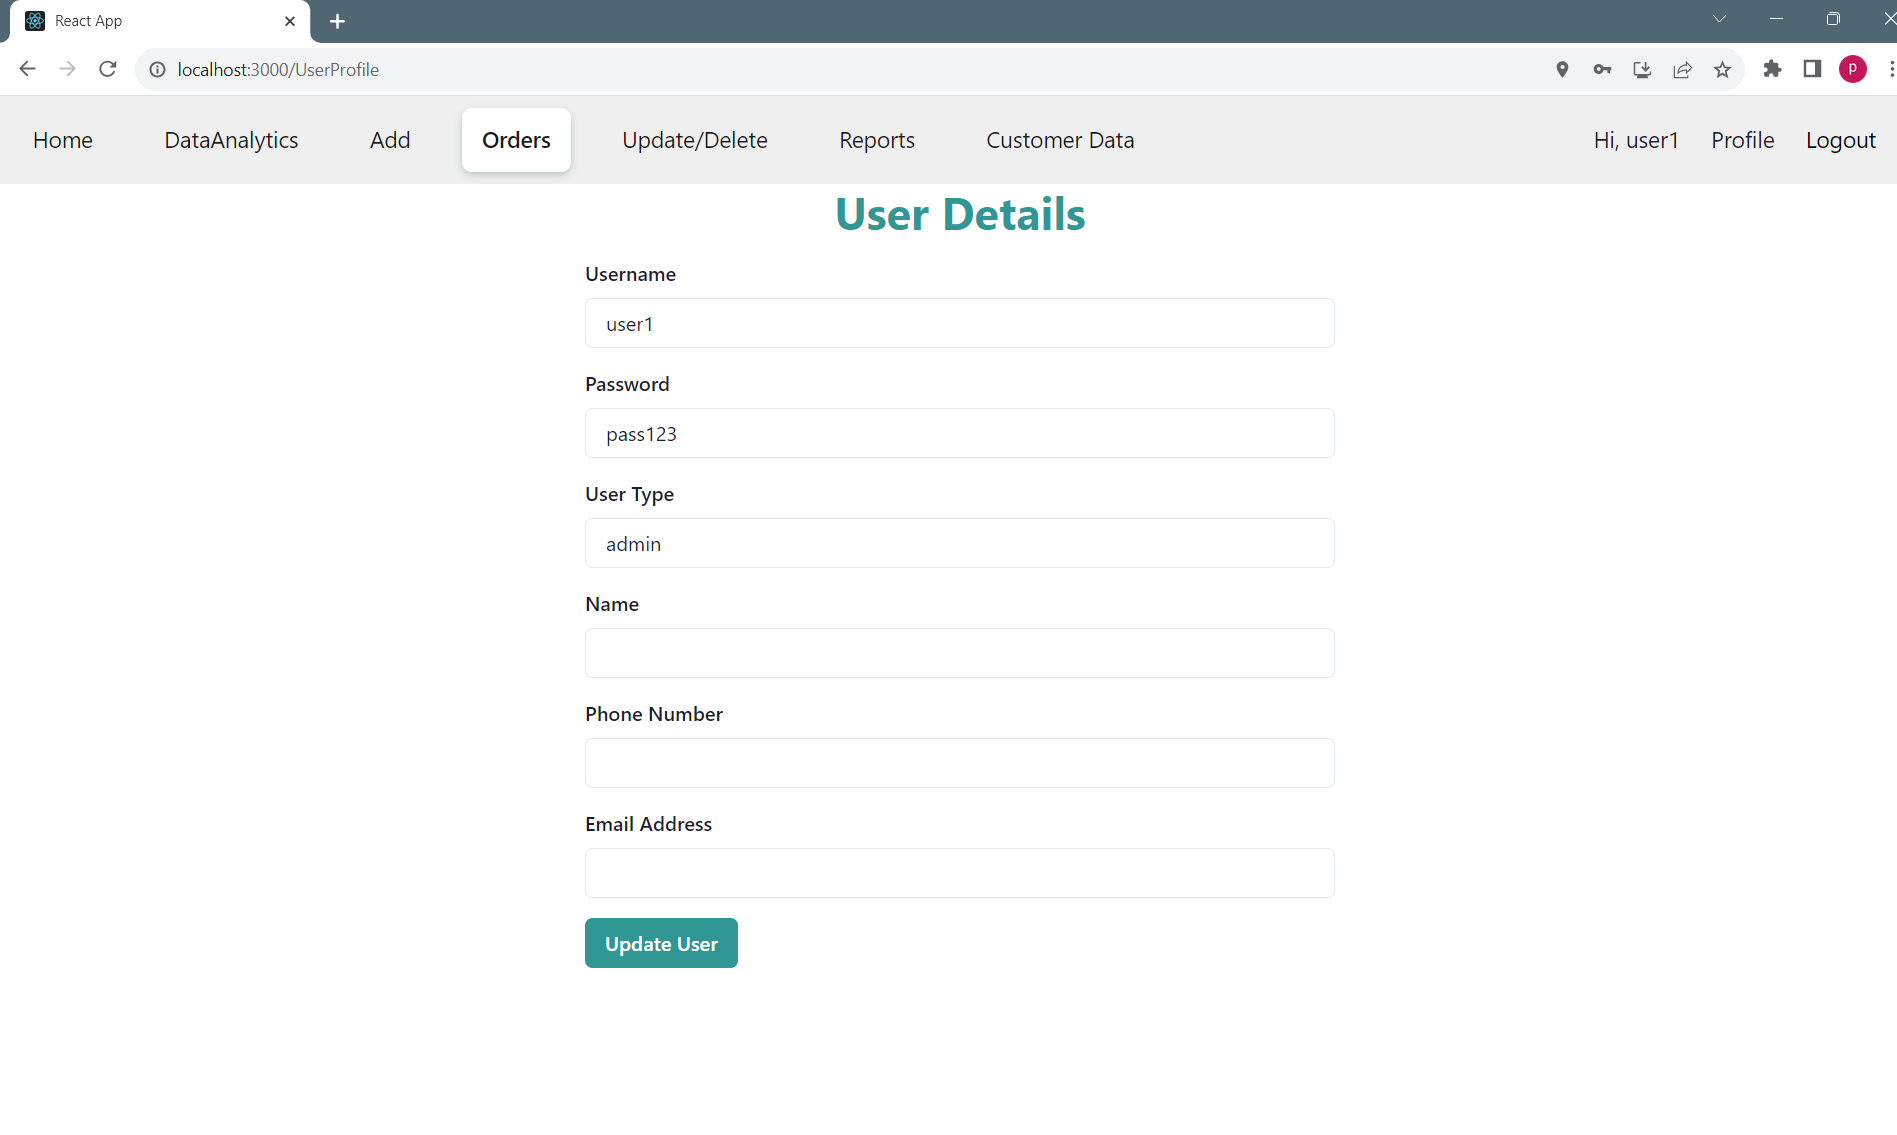 React App
localhost:3000/UserProfile
P
Home DataAnalytics Add Orders Update/Delete Reports Customer Data Hi, user1 Profile Logout
User Details
Username
user1
Password
pass123
User Type
admin
Name
Phone Number
Email Address
Update User